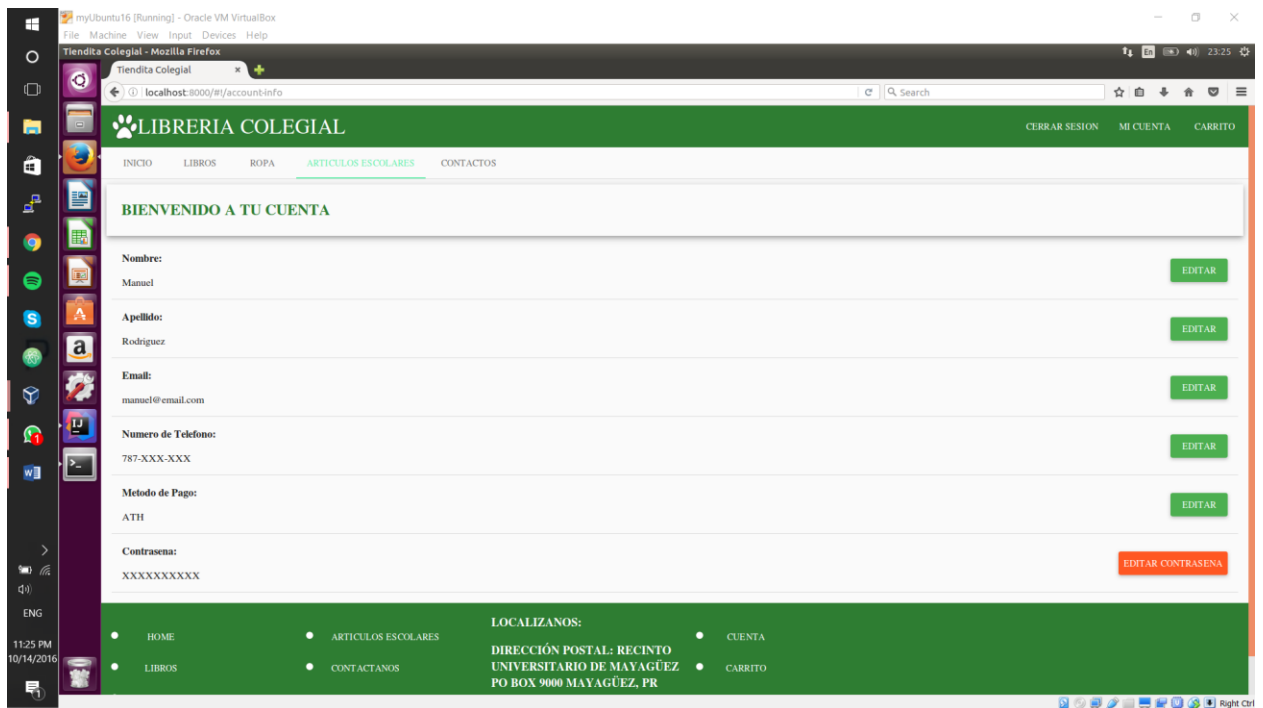 myUbuntu16 [Running] - Oracle VM VirtualBox
File Machine View Input Devices Help
Tiendita Colegial - Mozilla Firefox
En
23:25
Tiendita Colegial
localhost:8000/#!/account-info
Search
LIBRERIA COLEGIAL
CERRAR SESION MI CUENTA CARRITO
INICIO LIBROS ROPA ARTICULOS ESCOLARES CONTACTOS
BIENVENIDO A TU CUENTA
Nombre:
Manuel
EDITAR
Apellido:
Rodriguez
EDITAR
Email:
manuel@email.com
EDITAR
Numero de Telefono:
787-XXX-XXX
EDITAR
Metodo de Pago:
ATH
EDITAR
Contrasena:
XXXXXXXXXX
EDITAR CONTRASENA
HOME
LIBROS
ARTICULOS ESCOLARES
CONTACTANOS
LOCALIZANOS:
DIRECCIÓN POSTAL: RECINTO
UNIVERSITARIO DE MAYAGÜEZ
PO BOX 9000 MAYAGÜEZ, PR
CUENTA
CARRITO
ENG
11:25 PM
10/14/2016
Right Ctrl